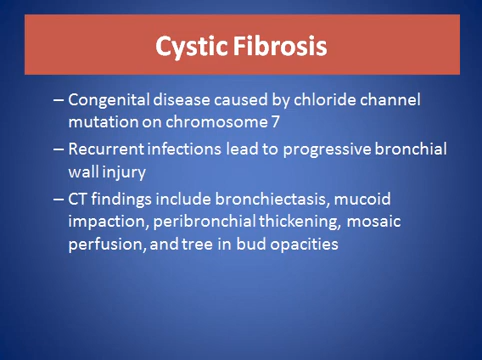 Cystic Fibrosis
– Congenital disease caused by chloride channel
mutation on chromosome 7
– Recurrent infections lead to progressive bronchial
wall injury
– CT findings include bronchiectasis, mucoid
impaction, peribronchial thickening, mosaic
perfusion, and tree in bud opacities